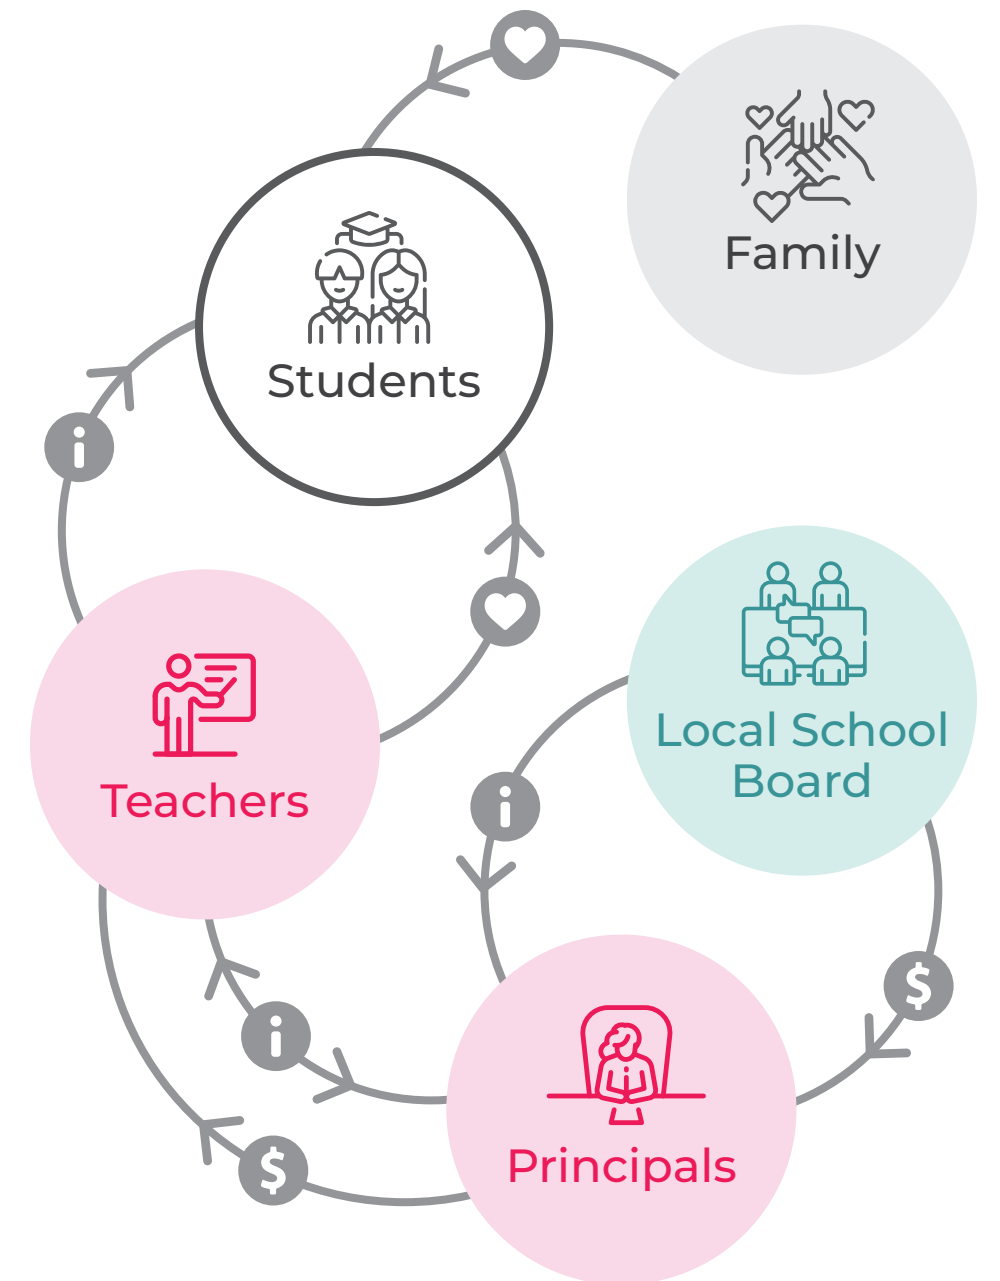 Family
Students
Local School
Board
Teachers
Principals
i
i
i
$
$